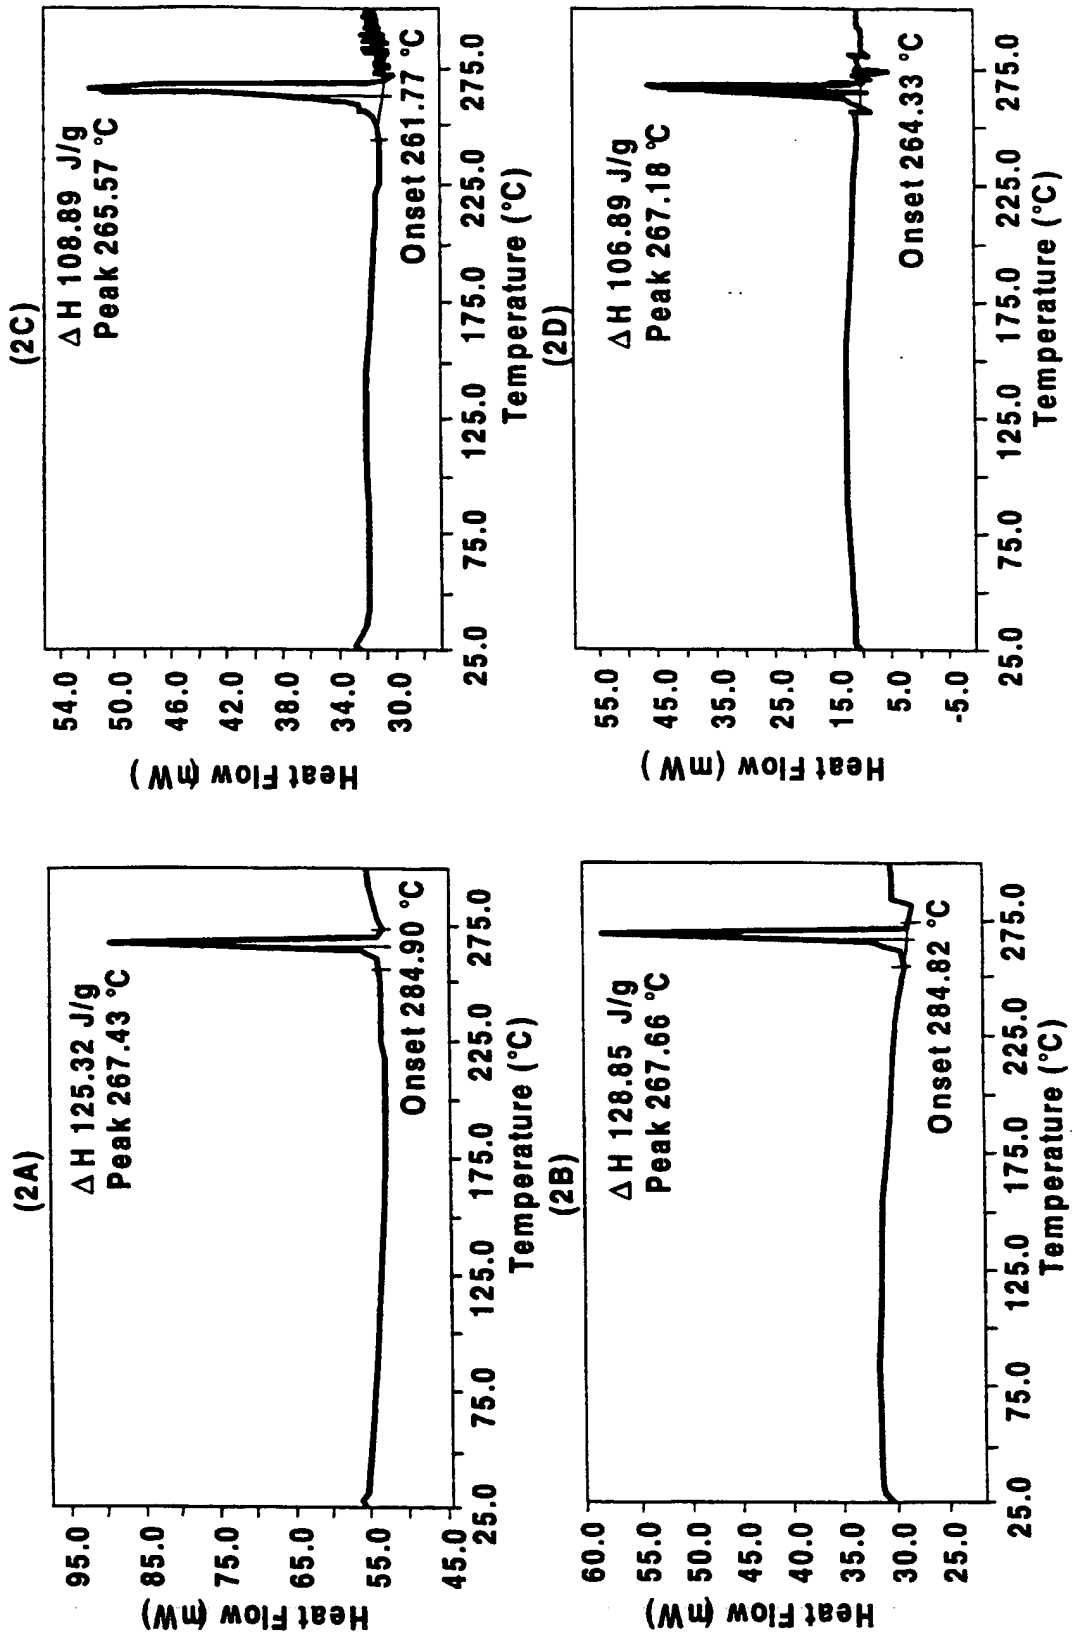 (2A)
Δ H 125.32 J/g
Peak 267.43 °C
Onset 284.90 °C
95.0
85.0
75.0
65.0
55.0
45.0
Heat Flow (mW)
25.0 75.0 125.0 175.0 225.0 275.0
Temperature (°C)
(2C)
Δ H 108.89 J/g
Peak 265.57 °C
Onset 261.77 °C
54.0
50.0
46.0
42.0
38.0
34.0
30.0
Heat Flow (mW)
25.0 75.0 125.0 175.0 225.0 275.0
Temperature (°C)
(2B)
Δ H 128.85 J/g
Peak 267.66 °C
Onset 284.82 °C
60.0
55.0
50.0
45.0
40.0
35.0
30.0
25.0
Heat Flow (mW)
25.0 75.0 125.0 175.0 225.0 275.0
Temperature (°C)
(2D)
Δ H 106.89 J/g
Peak 267.18 °C
Onset 264.33 °C
55.0
45.0
35.0
25.0
15.0
5.0
-5.0
Heat Flow (mW)
25.0 75.0 125.0 175.0 225.0 275.0
Temperature (°C)